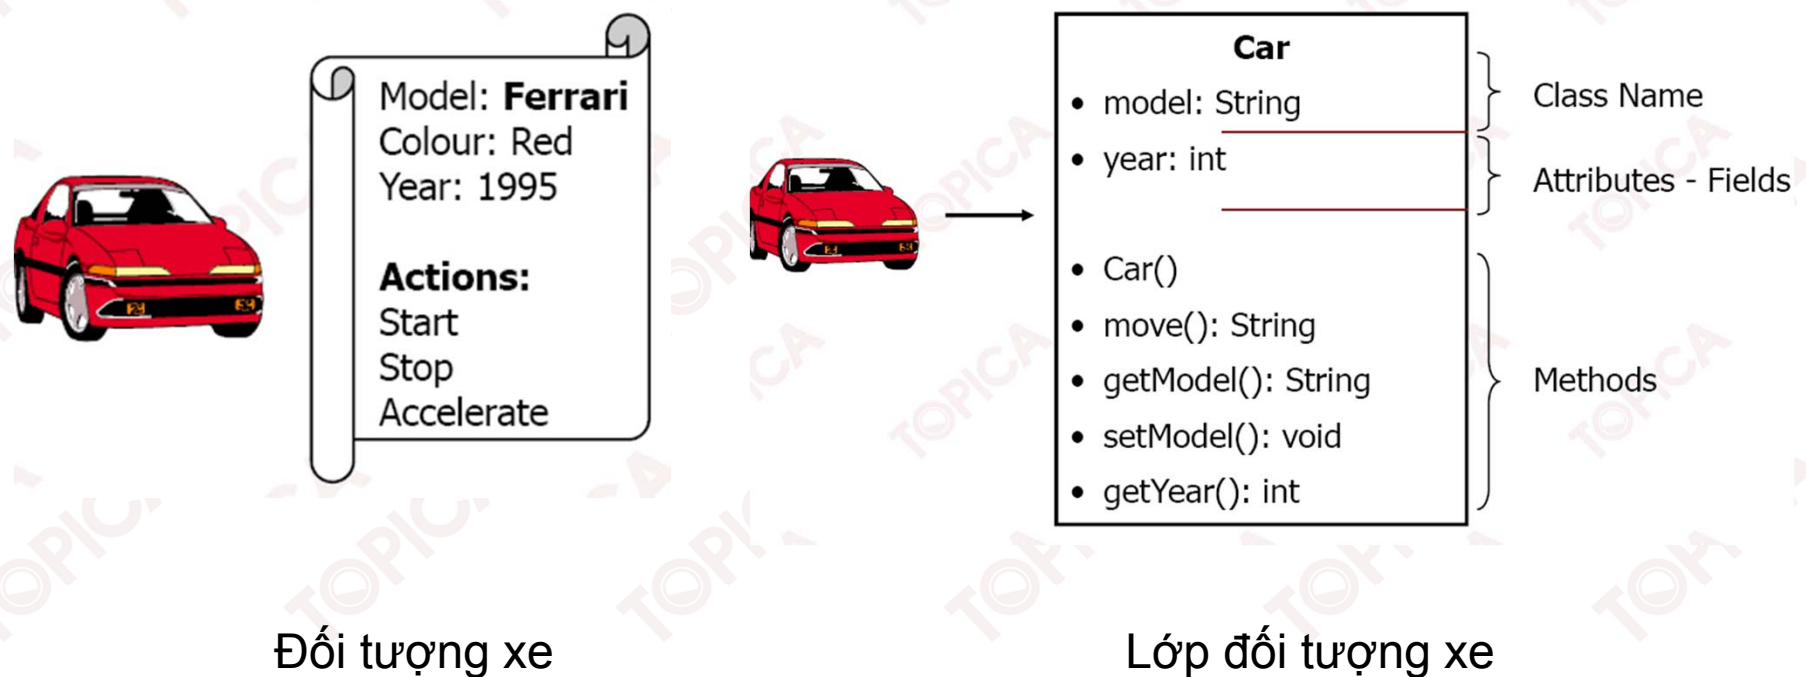 Model: Ferrari
Colour: Red
Year: 1995
Actions:
Start
Stop
Accelerate
Đối tượng xe
Car
• model: String
• year: int
• Car()
• move(): String
• getModel(): String
• setModel(): void
• getYear(): int
Class Name
Attributes - Fields
Methods
Lớp đối tượng xe
TOPICA